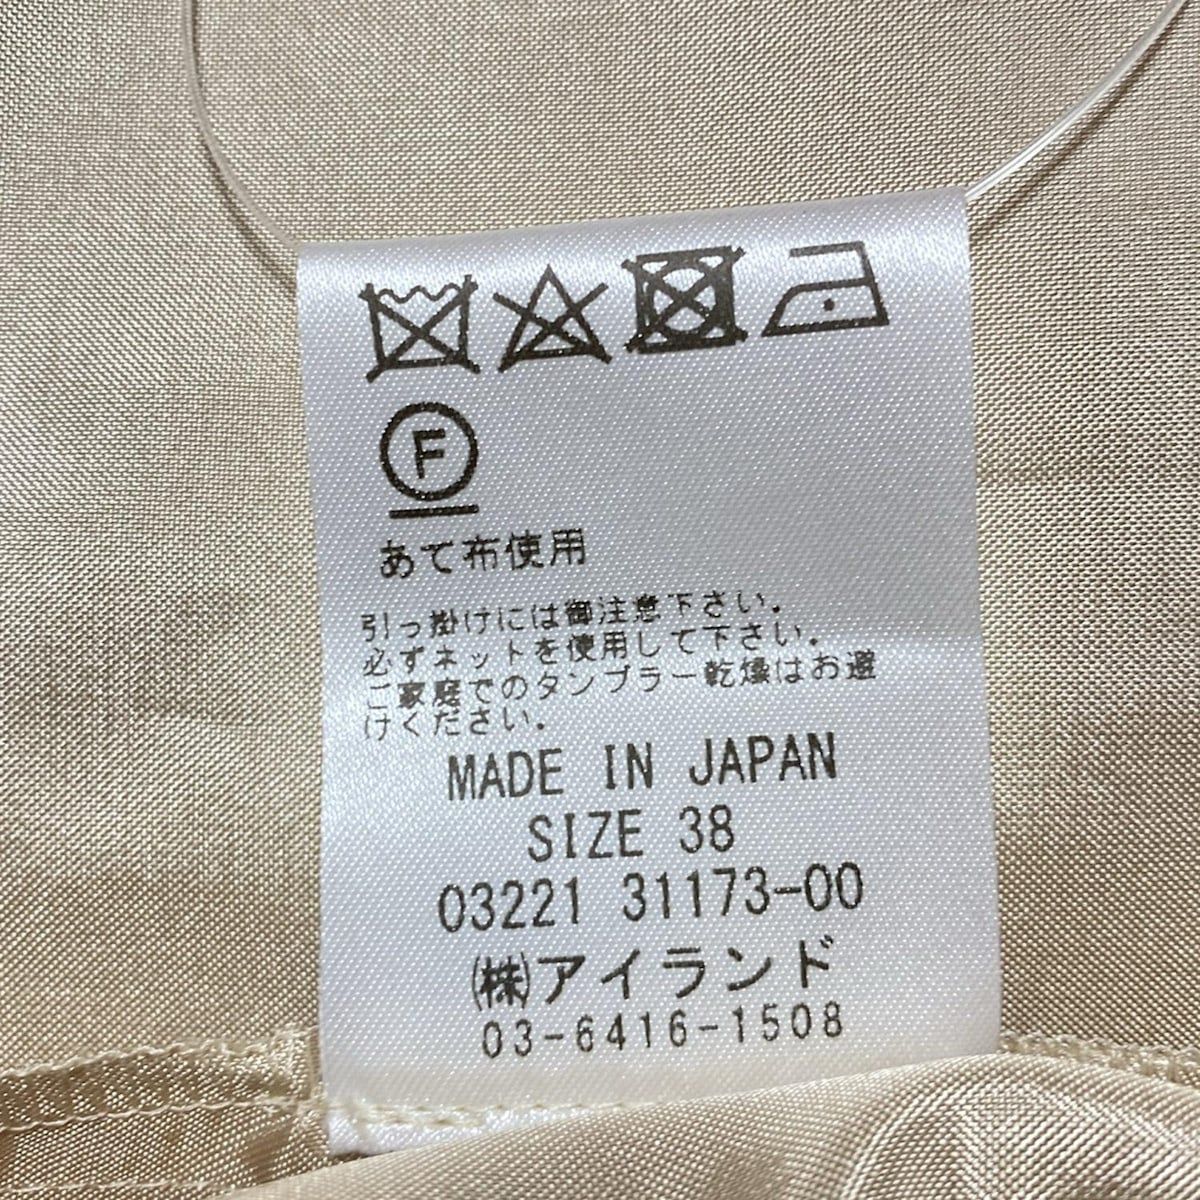 F
あて布使用
引っ掛けには御注意下さい。
必ずネットを使用して下さい。
ご家庭でのタンブラー乾燥はお避
けください。
MADE IN JAPAN
SIZE 38
03221 31173-00
㈱アイランド
03-6416-1508